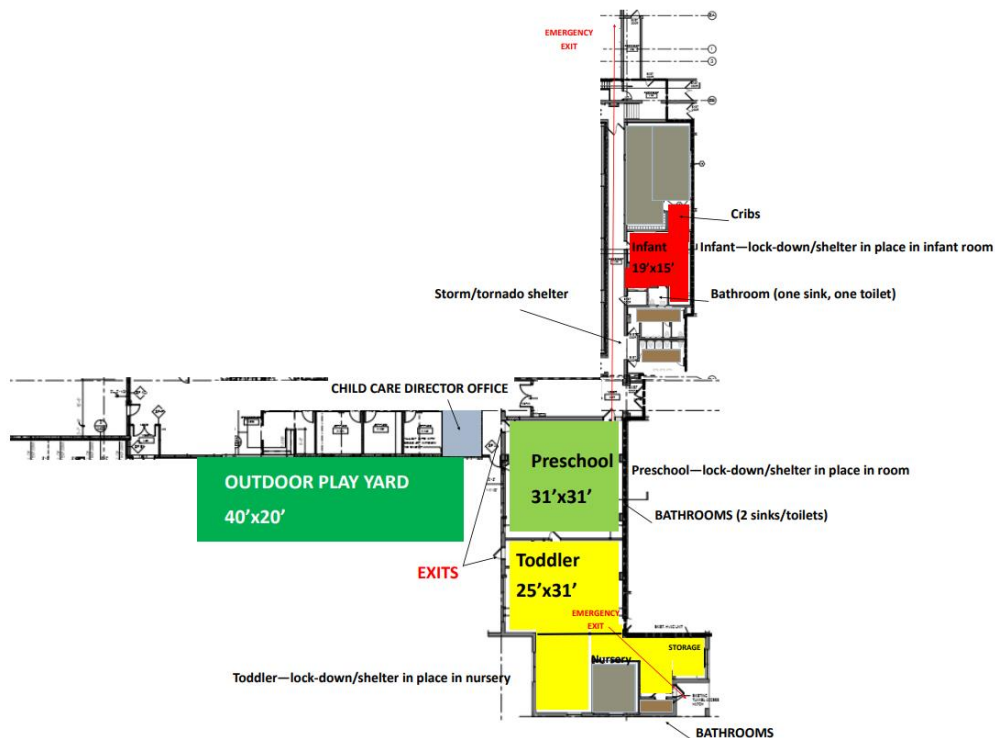 EMERGENCY
EXIT
Cribs
Infant
Infant—lock-down/shelter in place in infant room
19’x15’
Bathroom (one sink, one toilet)
Storm/tornado shelter
CHILD CARE DIRECTOR OFFICE
Preschool
Preschool—lock-down/shelter in place in room
31’x31’
OUTDOOR PLAY YARD
40’x20’
BATHROOMS (2 sinks/toilets)
EXITS
Toddler
25’x31’
EMERGENCY
EXIT
STORAGE
Nursery
Toddler—lock-down/shelter in place in nursery
BATHROOMS